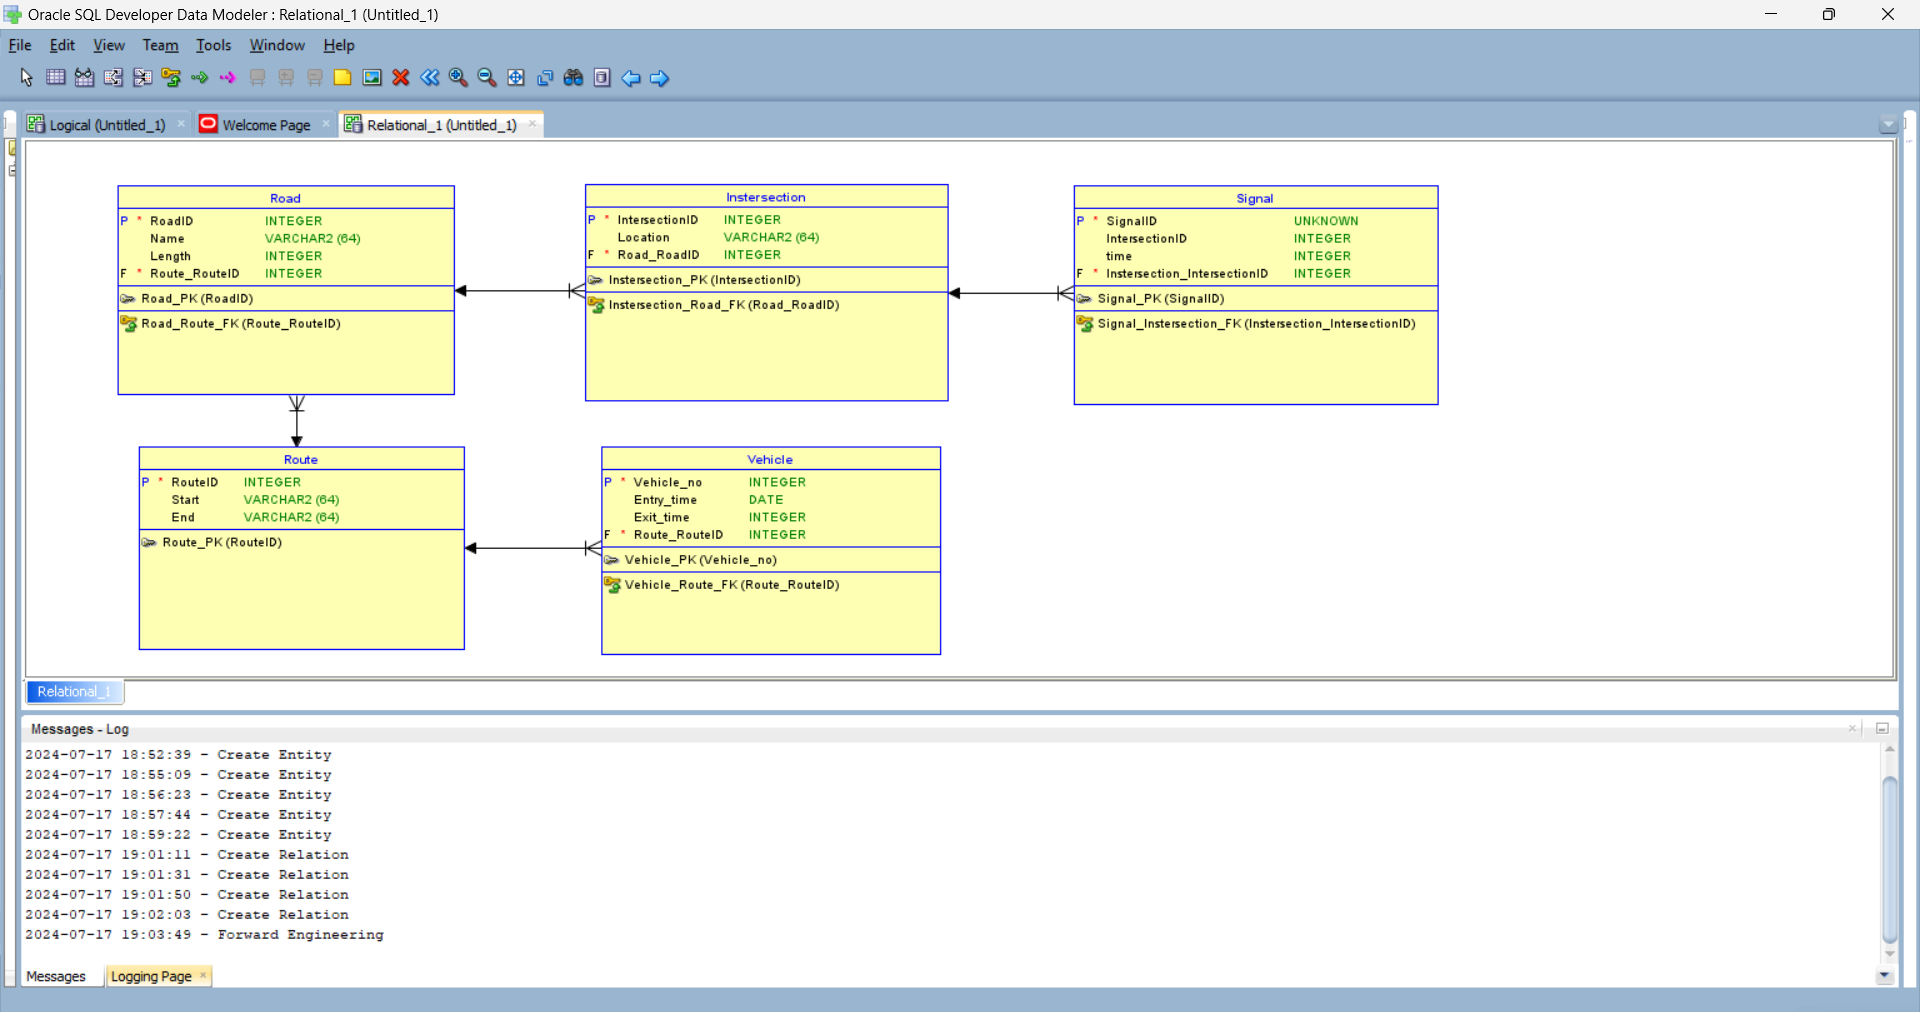 Oracle SQL Developer Data Modeler : Relational_1 (Untitled_1)
File Edit View Team Tools Window Help
Logical (Untitled_1) Welcome Page Relational_1 (Untitled_1)
Road
P * RoadID INTEGER
Name VARCHAR2 (64)
Length INTEGER
F * Route_RouteID INTEGER
Road_PK (RoadID)
Road_Route_FK (Route_RouteID)
Instersection
P * IntersectionID INTEGER
Location VARCHAR2 (64)
F * Road_RoadID INTEGER
Instersection_PK (IntersectionID)
Instersection_Road_FK (Road_RoadID)
Signal
P * SignalID UNKNOWN
IntersectionID INTEGER
time INTEGER
F * Instersection_IntersectionID INTEGER
Signal_PK (SignalID)
Signal_Instersection_FK (Instersection_IntersectionID)
Route
P * RouteID INTEGER
Start VARCHAR2 (64)
End VARCHAR2 (64)
Route_PK (RouteID)
Vehicle
P * Vehicle_no INTEGER
Entry_time DATE
Exit_time INTEGER
F * Route_RouteID INTEGER
Vehicle_PK (Vehicle_no)
Vehicle_Route_FK (Route_RouteID)
Relational_1
Messages - Log
2024-07-17 18:52:39 - Create Entity
2024-07-17 18:55:09 - Create Entity
2024-07-17 18:56:23 - Create Entity
2024-07-17 18:57:44 - Create Entity
2024-07-17 18:59:22 - Create Entity
2024-07-17 19:01:11 - Create Relation
2024-07-17 19:01:31 - Create Relation
2024-07-17 19:01:50 - Create Relation
2024-07-17 19:02:03 - Create Relation
2024-07-17 19:03:49 - Forward Engineering
Messages Logging Page